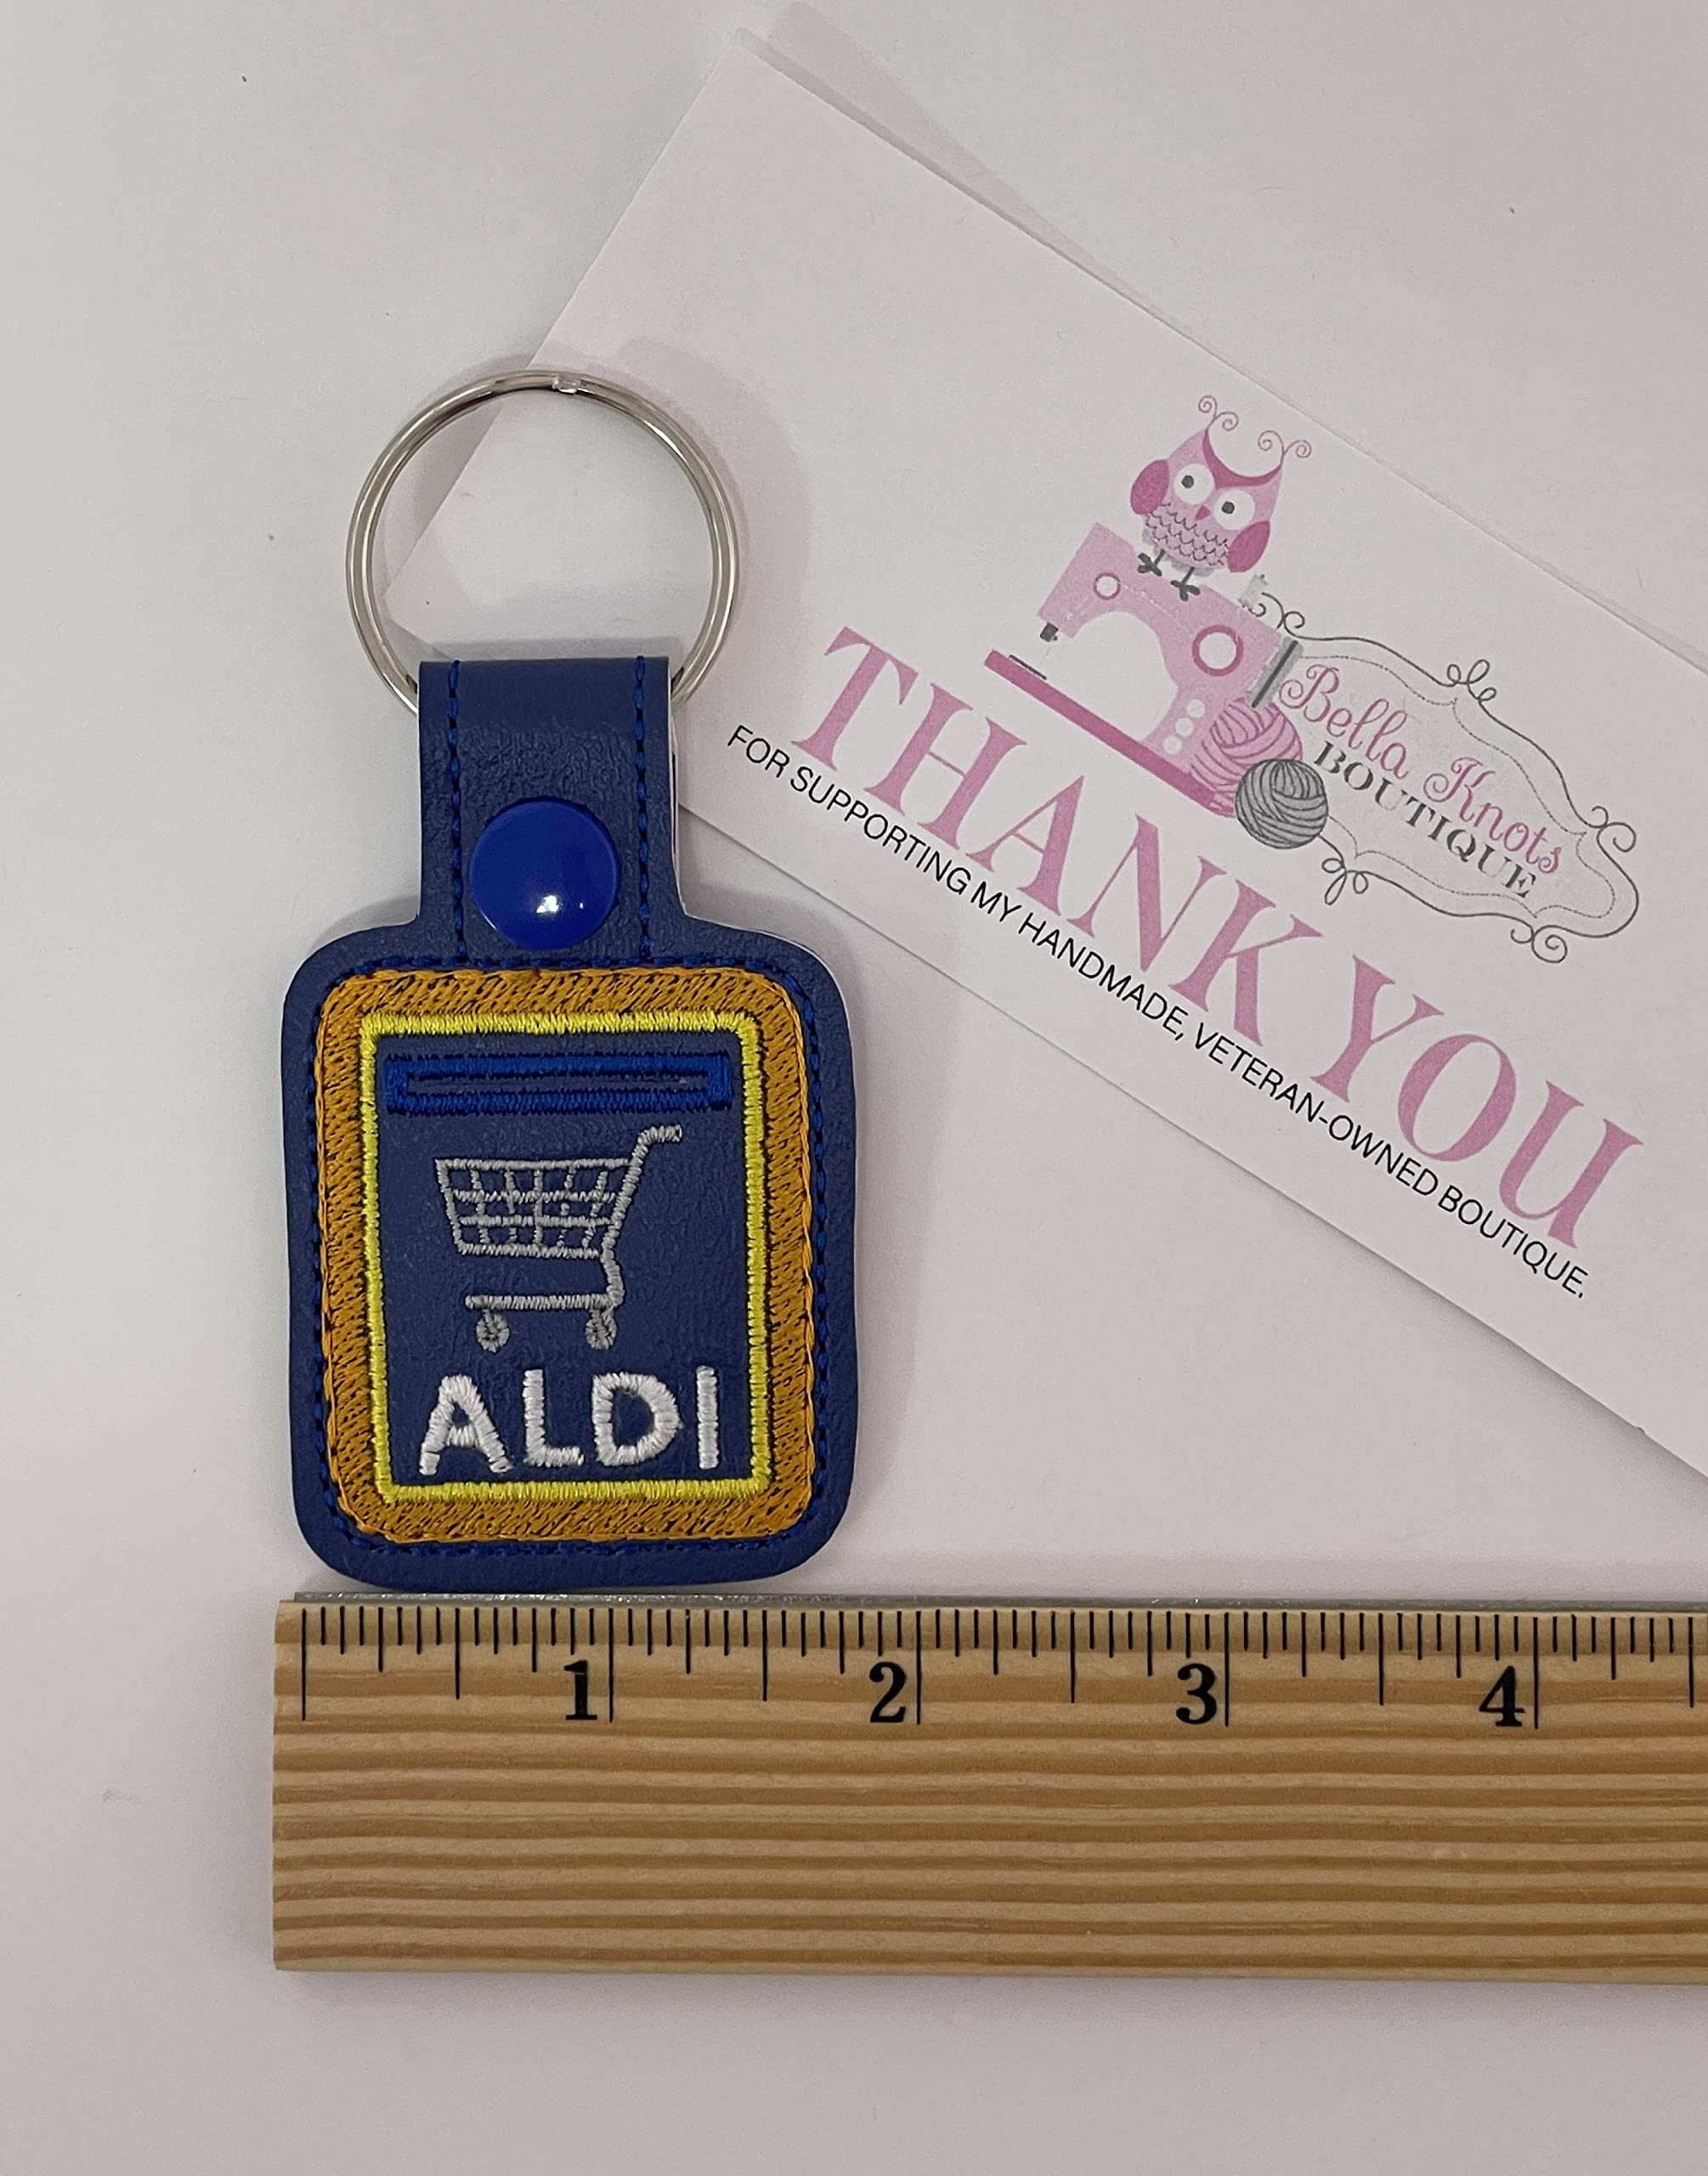 Bella Knots
BOUTIQUE
THANK YOU
FOR SUPPORTING MY HANDMADE, VETERAN-OWNED BOUTIQUE.
ALDI
1 2 3 4